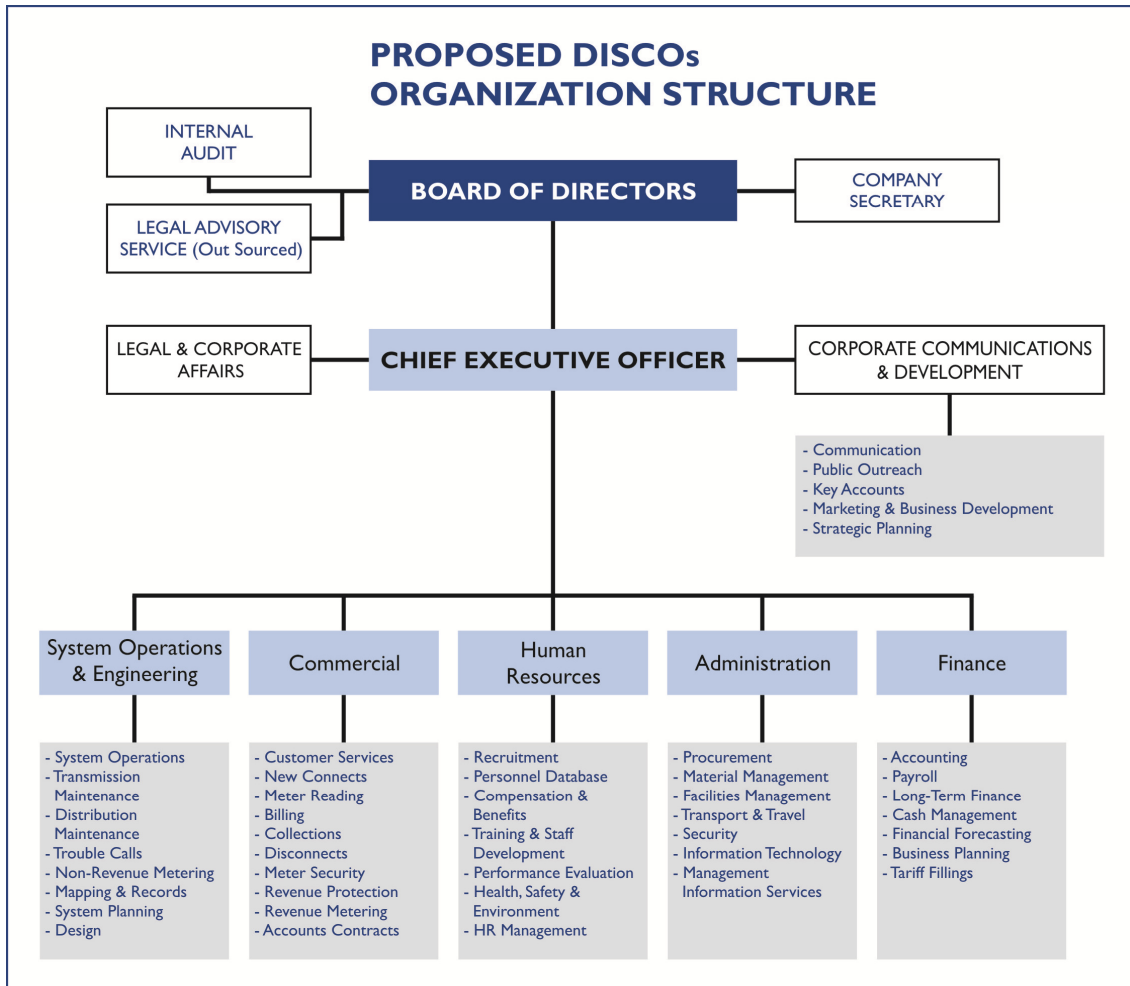 PROPOSED DISCOs
ORGANIZATION STRUCTURE
INTERNAL
AUDIT
BOARD OF DIRECTORS
COMPANY
SECRETARY
LEGAL ADVISORY
SERVICE (Out Sourced)
LEGAL & CORPORATE
AFFAIRS
CHIEF EXECUTIVE OFFICER
CORPORATE COMMUNICATIONS
& DEVELOPMENT
- Communication
- Public Outreach
- Key Accounts
- Marketing & Business Development
- Strategic Planning
System Operations
& Engineering
Commercial
Human
Resources
Administration
Finance
- System Operations
- Transmission
Maintenance
- Distribution
Maintenance
- Trouble Calls
- Non-Revenue Metering
- Mapping & Records
- System Planning
- Design
- Customer Services
- New Connects
- Meter Reading
- Billing
- Collections
- Disconnects
- Meter Security
- Revenue Protection
- Revenue Metering
- Accounts Contracts
- Recruitment
- Personnel Database
- Compensation &
Benefits
- Training & Staff
Development
- Performance Evaluation
- Health, Safety &
Environment
- HR Management
- Procurement
- Material Management
- Facilities Management
- Transport & Travel
- Security
- Information Technology
- Management
Information Services
- Accounting
- Payroll
- Long-Term Finance
- Cash Management
- Financial Forecasting
- Business Planning
- Tariff Fillings